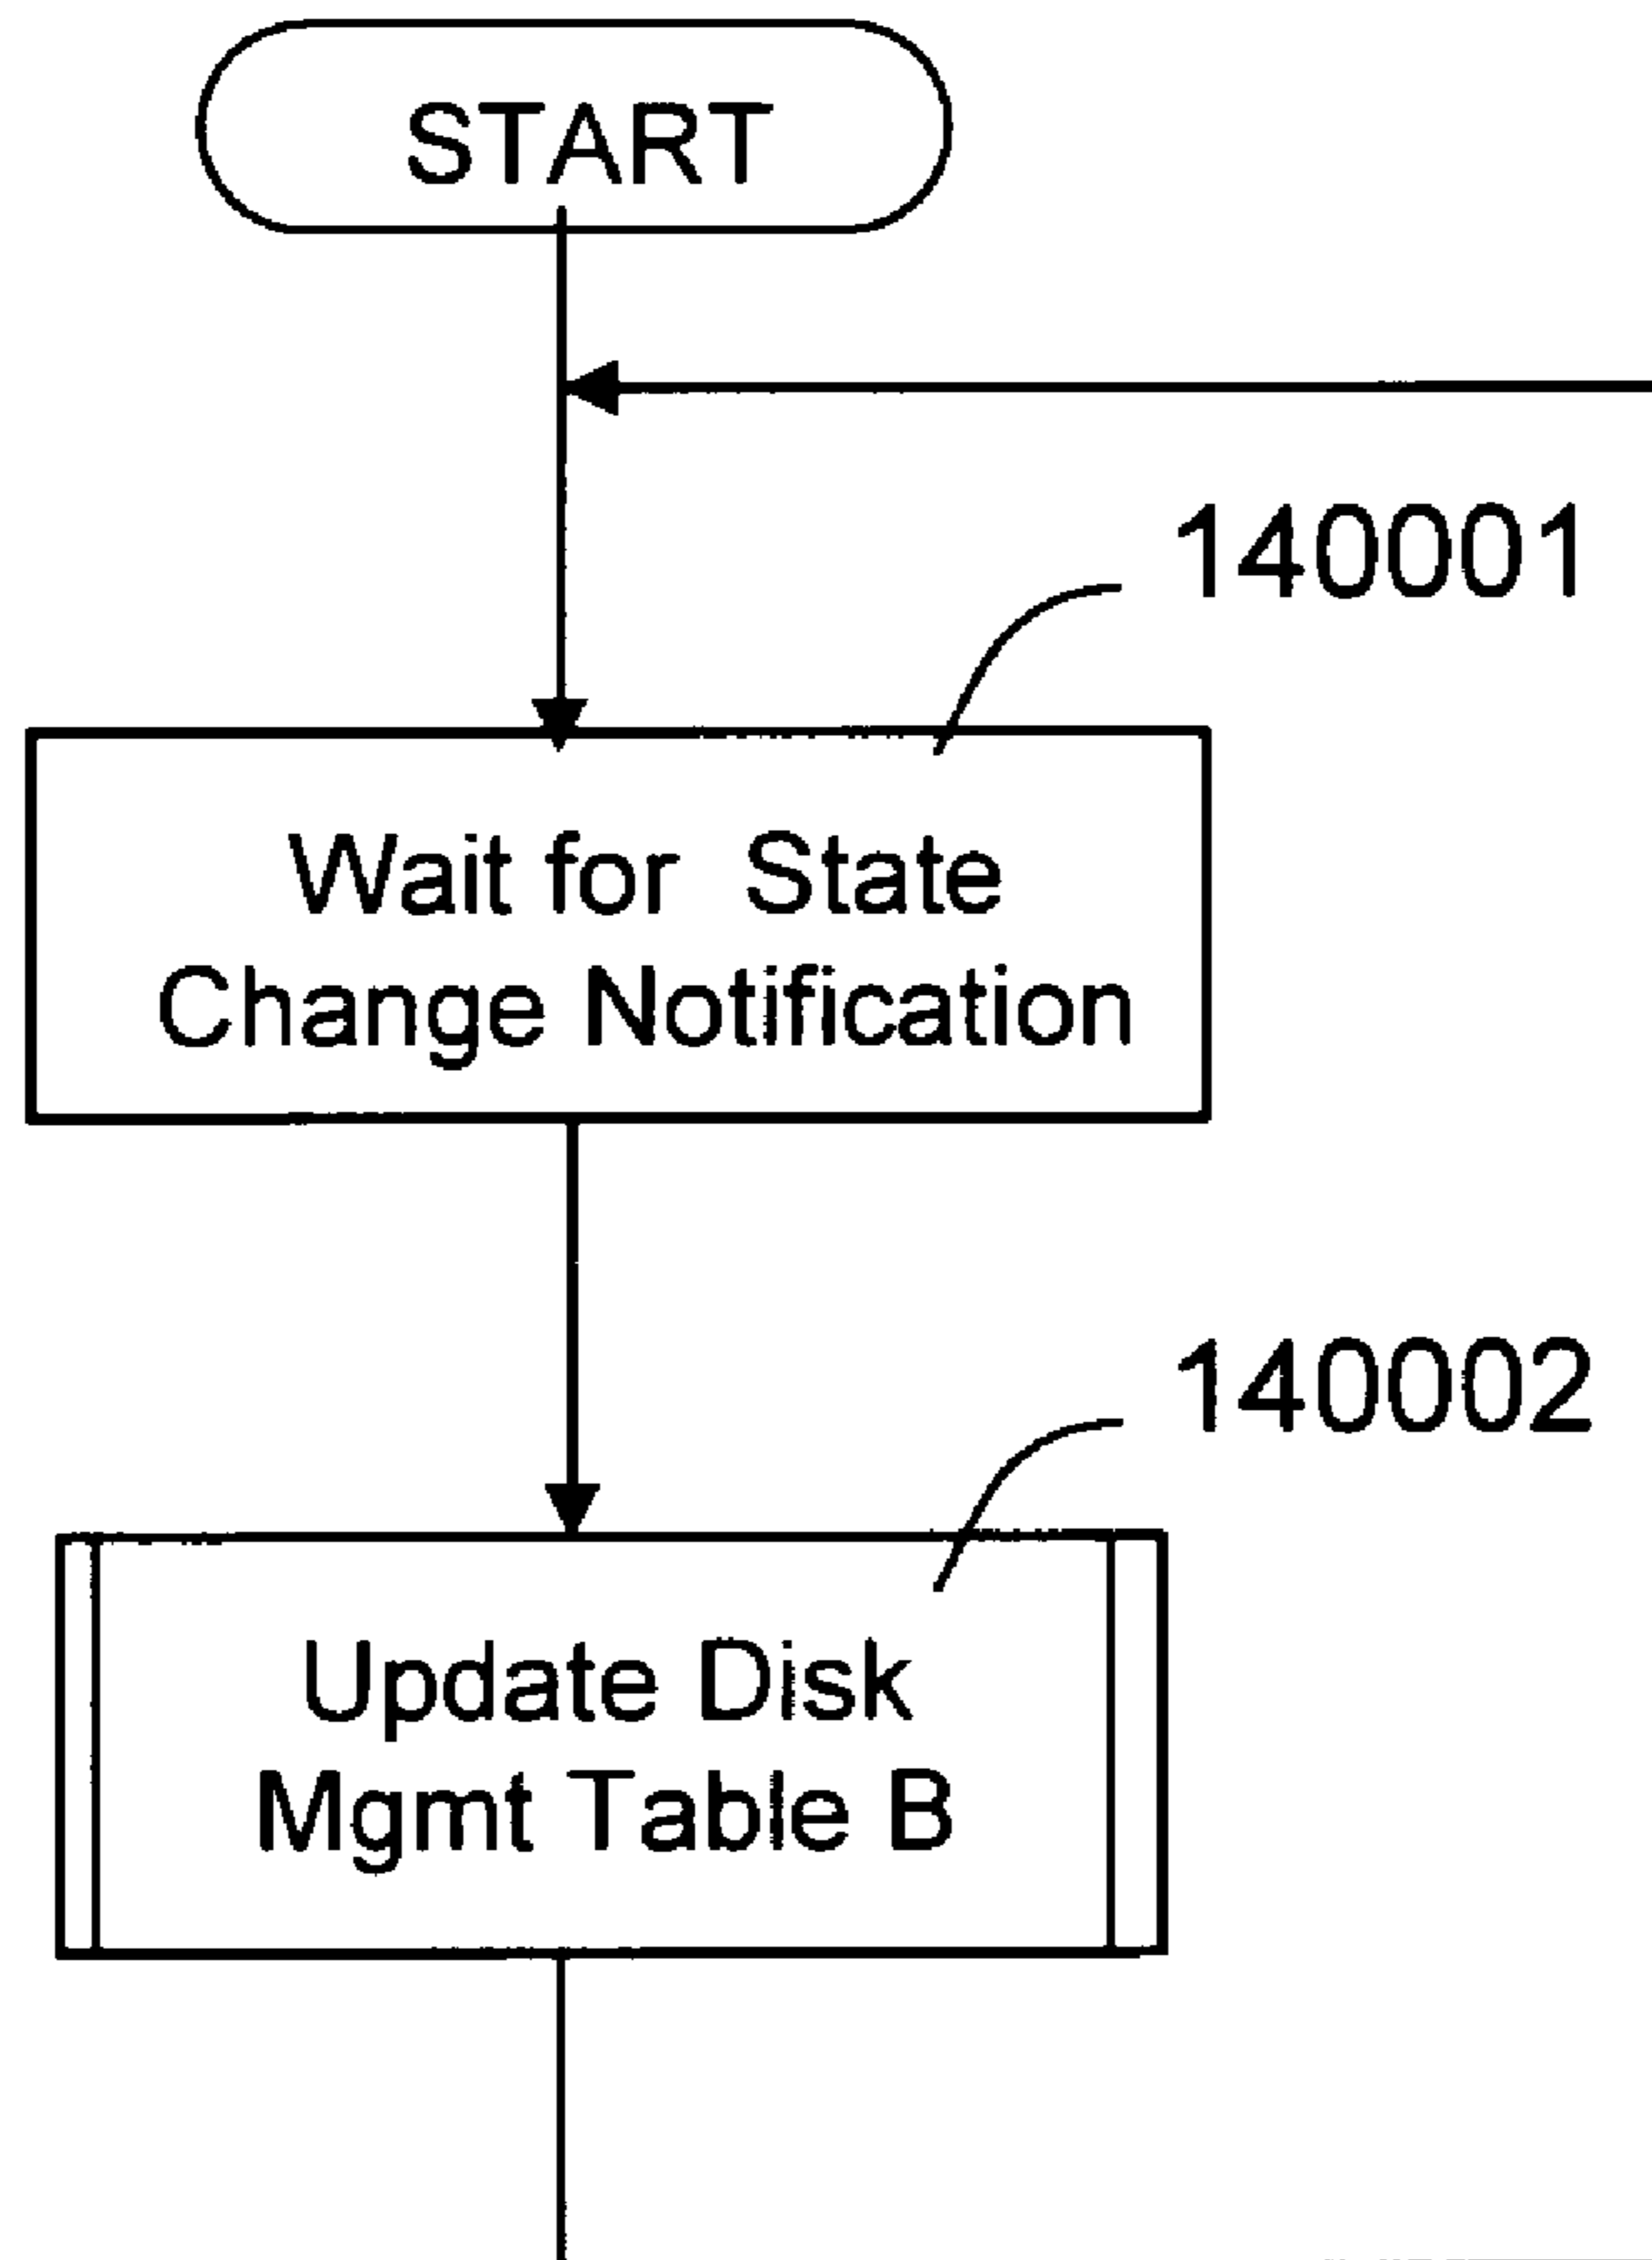 START
140001
Wait for State
Change Notification
140002
Update Disk
Mgmt Table B